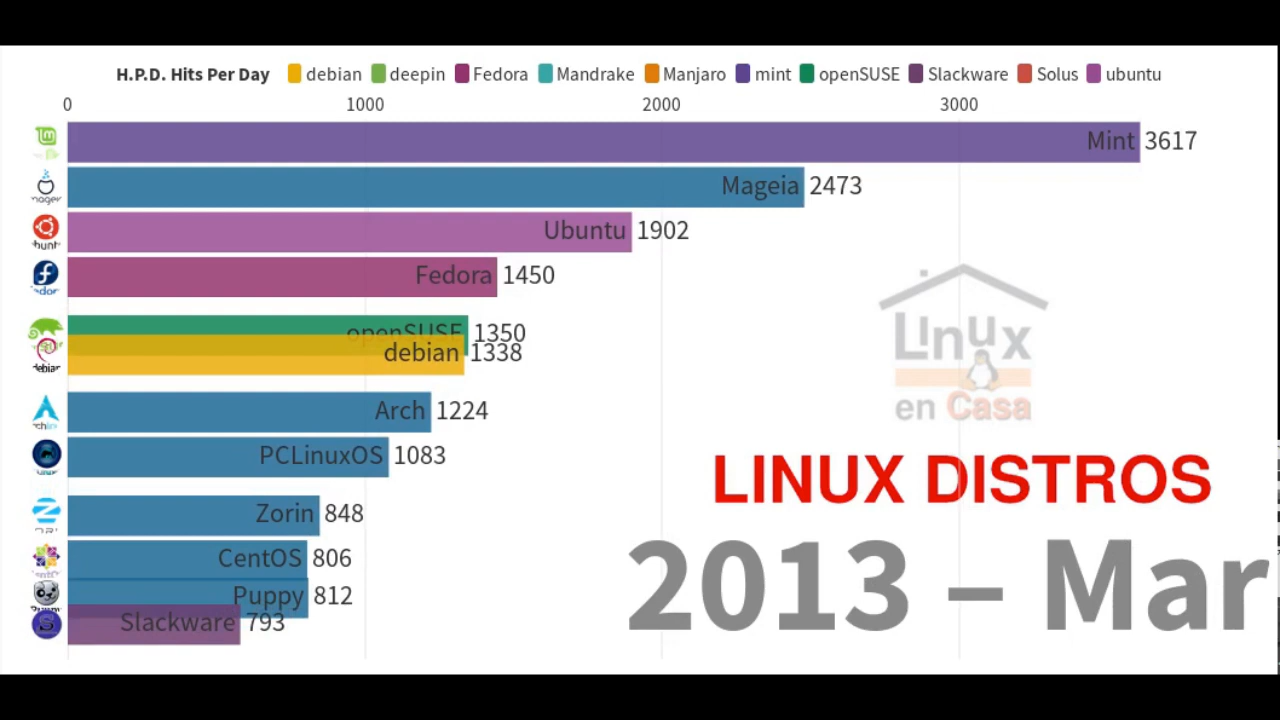 H.P.D. Hits Per Day debian deepin Fedora Mandrake Manjaro mint openSUSE Slackware Solus ubuntu
0 1000 2000 3000
Mint 3617
Mageia 2473
Ubuntu 1902
Fedora 1450
openSUSE 1350
debian 1338
Arch 1224
PCLinuxOS 1083
Zorin 848
CentOS 806
Puppy 812
Slackware 793
Linux
en Casa
LINUX DISTROS
2013 – Mar